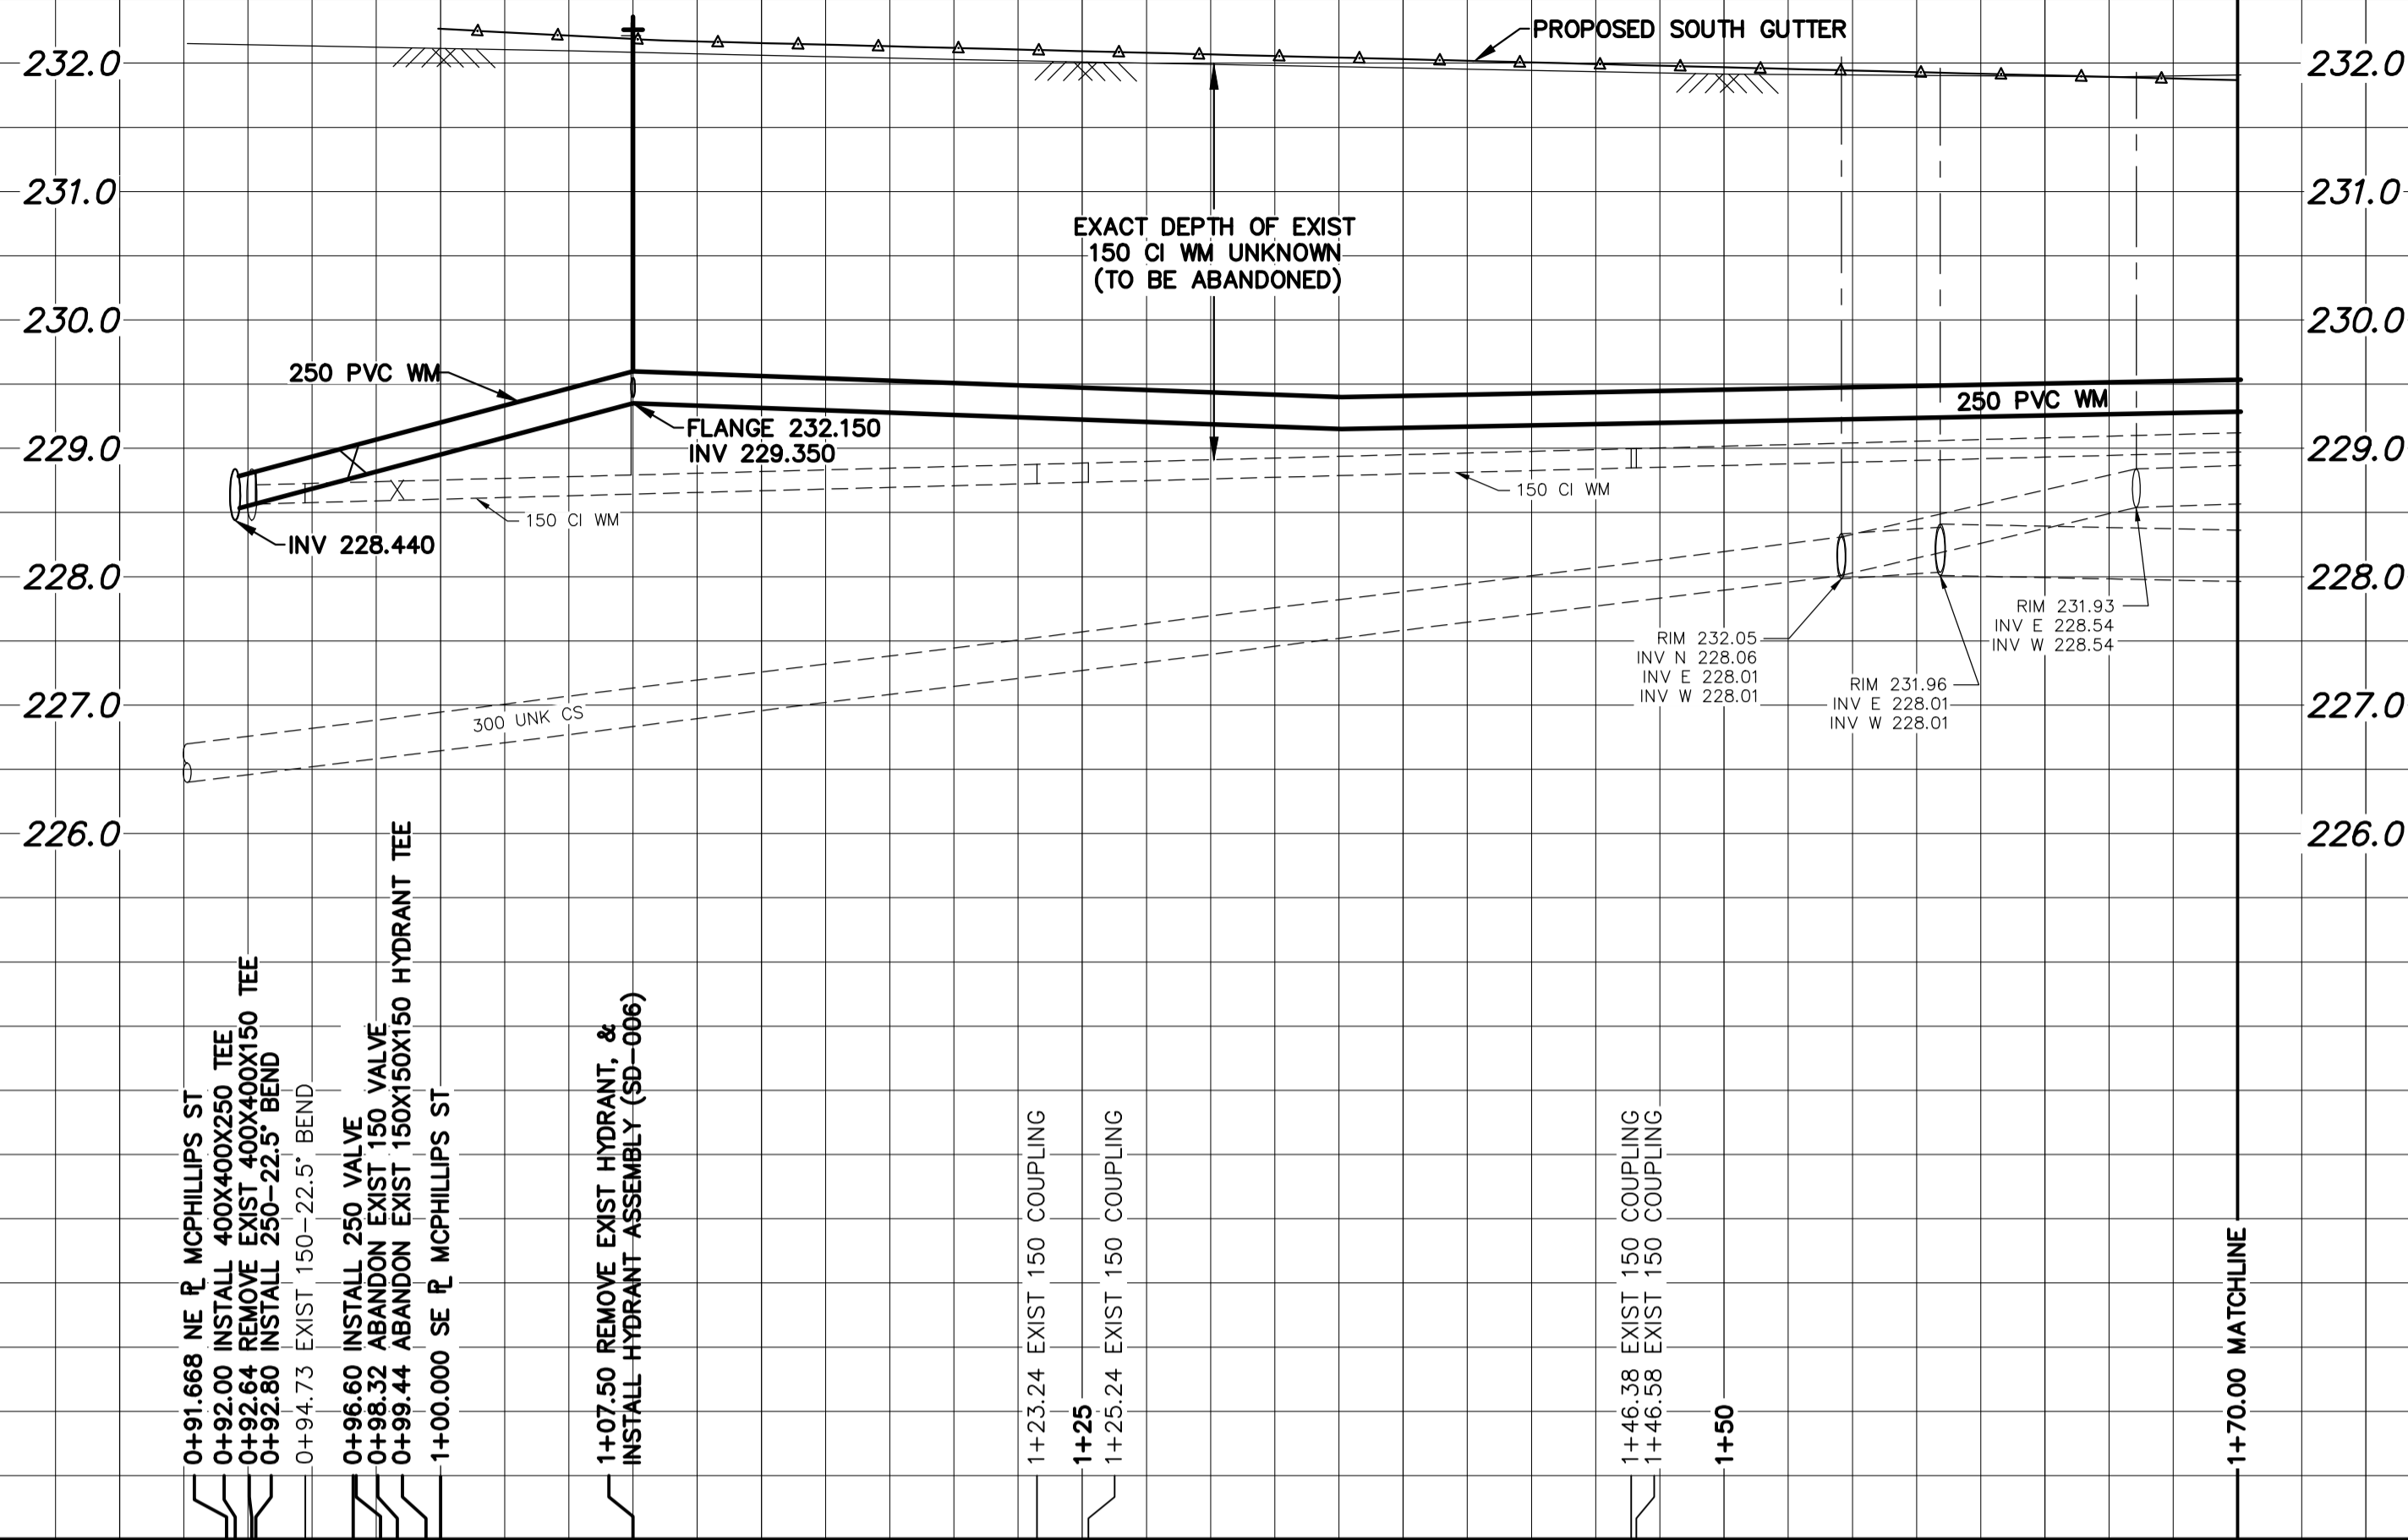 PROPOSED SOUTH GUTTER
232.0
232.0
231.0
231.0
EXACT DEPTH OF EXIST
150 CI WM UNKNOWN
(TO BE ABANDONED)
230.0
230.0
250 PVC WM
250 PVC WM
FLANGE 232.150
INV 229.350
229.0
229.0
150 CI WM
150 CI WM
INV 228.440
228.0
228.0
RIM 231.93
INV E 228.54
INV W 228.54
RIM 232.05
INV N 228.06
INV E 228.01
INV W 228.01
RIM 231.96
INV E 228.01
INV W 228.01
227.0
227.0
300 UNK CS
226.0
226.0
0+91.668 NE PL MCPHILLIPS ST
0+92.00 INSTALL 400X400X250 TEE
0+92.64 REMOVE EXIST 400X400X150 TEE
0+92.80 INSTALL 250-22.5° BEND
0+94.73 EXIST 150-22.5° BEND
0+96.60 INSTALL 250 VALVE
0+98.32 ABANDON EXIST 150 VALVE
0+99.44 ABANDON EXIST 150X150X150 HYDRANT TEE
1+00.000 SE PL MCPHILLIPS ST
1+07.50 REMOVE EXIST HYDRANT, &
INSTALL HYDRANT ASSEMBLY (SD-006)
1+23.24 EXIST 150 COUPLING
1+25
1+25.24 EXIST 150 COUPLING
1+46.38 EXIST 150 COUPLING
1+46.58 EXIST 150 COUPLING
1+50
1+70.00 MATCHLINE